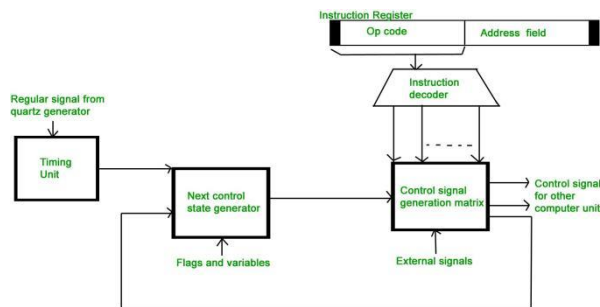 Instruction Register
Op code
Address field
Instruction
decoder
Regular signal from
quartz generator
Timing
Unit
Next control
state generator
Control signal
generation matrix
Control signal
for other
computer unit
Flags and variables
External signals